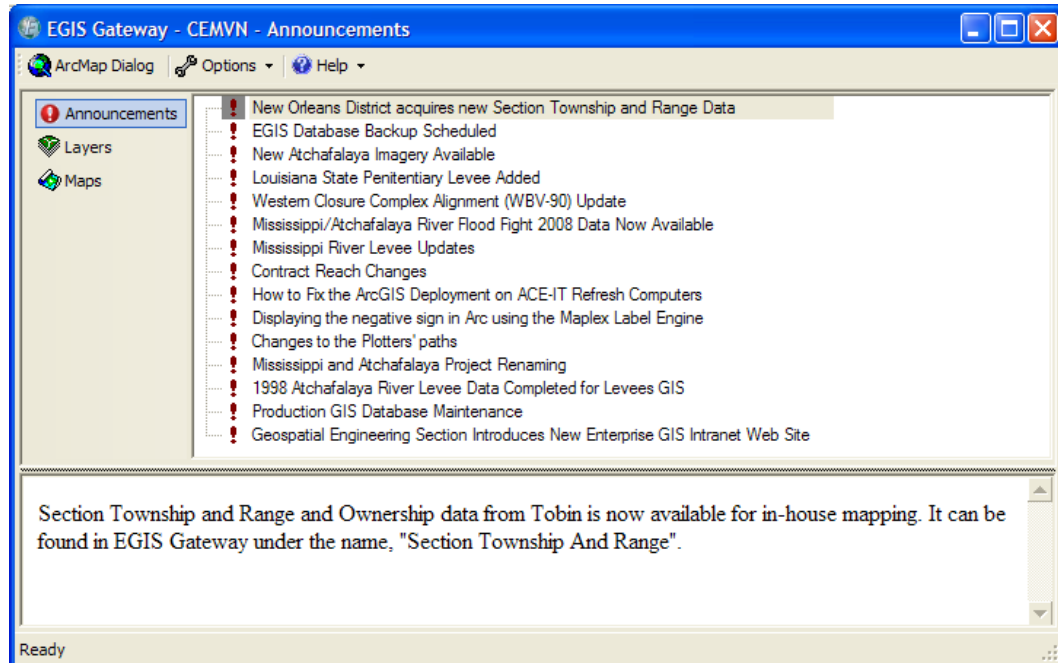 EGIS Gateway - CEMVN - Announcements
ArcMap Dialog Options Help
Announcements
Layers
Maps
New Orleans District acquires new Section Township and Range Data
EGIS Database Backup Scheduled
New Atchafalaya Imagery Available
Louisiana State Penitentiary Levee Added
Western Closure Complex Alignment (WBV-90) Update
Mississippi/Atchafalaya River Flood Fight 2008 Data Now Available
Mississippi River Levee Updates
Contract Reach Changes
How to Fix the ArcGIS Deployment on ACE-IT Refresh Computers
Displaying the negative sign in Arc using the Maplex Label Engine
Changes to the Plotters' paths
Mississippi and Atchafalaya Project Renaming
1998 Atchafalaya River Levee Data Completed for Levees GIS
Production GIS Database Maintenance
Geospatial Engineering Section Introduces New Enterprise GIS Intranet Web Site
Section Township and Range and Ownership data from Tobin is now available for in-house mapping. It can be
found in EGIS Gateway under the name, "Section Township And Range".
Ready